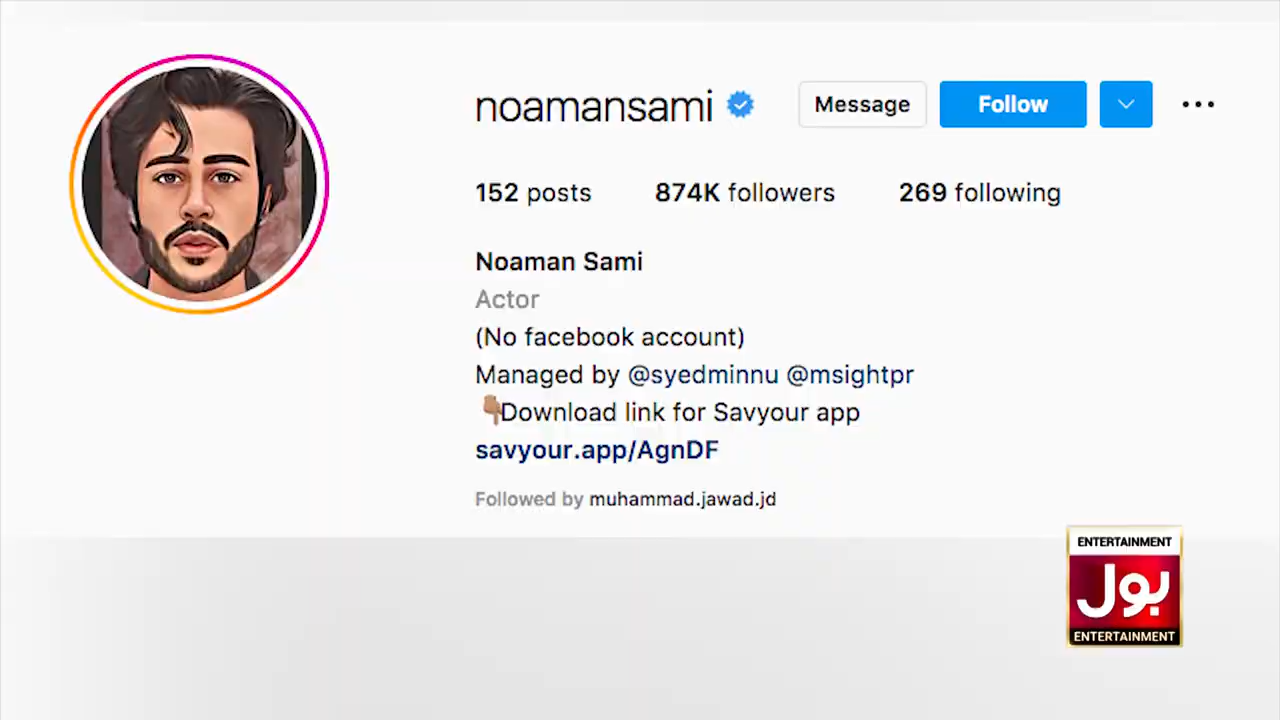 noamansami
Message
Follow
152 posts
874K followers
269 following
Noaman Sami
Actor
(No facebook account)
Managed by @syedminnu @msightpr
👇🏽Download link for Savyour app
savyour.app/AgnDF
Followed by muhammad.jawad.jd
ENTERTAINMENT
بول
ENTERTAINMENT